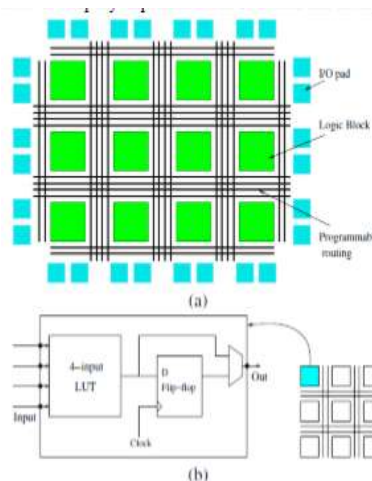 I/O pad
Logic Block
Programmab
routing
(a)
4-input
LUT
D
Flip-flop
Out
Input
Clock
(b)